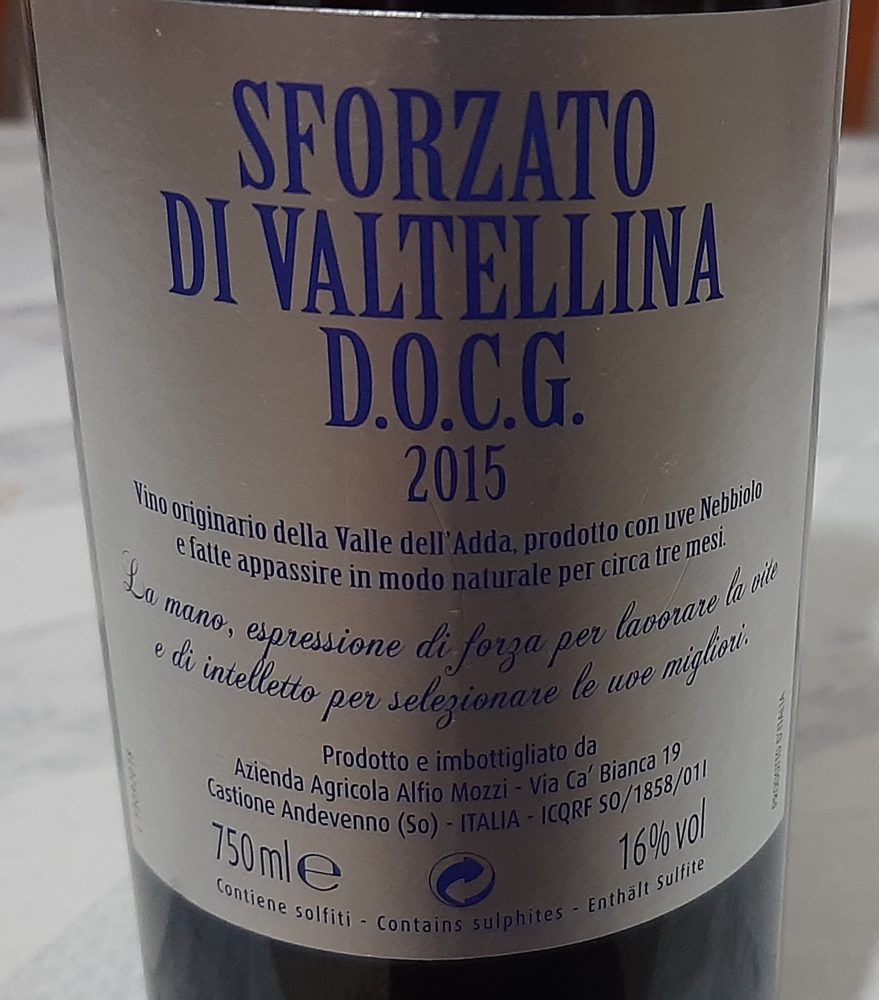 SFORZATO
DI VALTELLINA
D.O.C.G.
2015
Vino originario della Valle dell'Adda, prodotto con uve Nebbiolo
e fatte appassire in modo naturale per circa tre mesi.
La mano, espressione di forza per lavorare la vite
e di intelletto per selezionare le uve migliori.
Prodotto e imbottigliato da
Azienda Agricola Alfio Mozzi - Via Ca' Bianca 19
Castione Andevenno (So) - ITALIA - ICQRF SO/1858/01I
750 ml e
16% vol
Contiene solfiti - Contains sulphites - Enthält Sulfite
PRODOTTO D'ITALIA